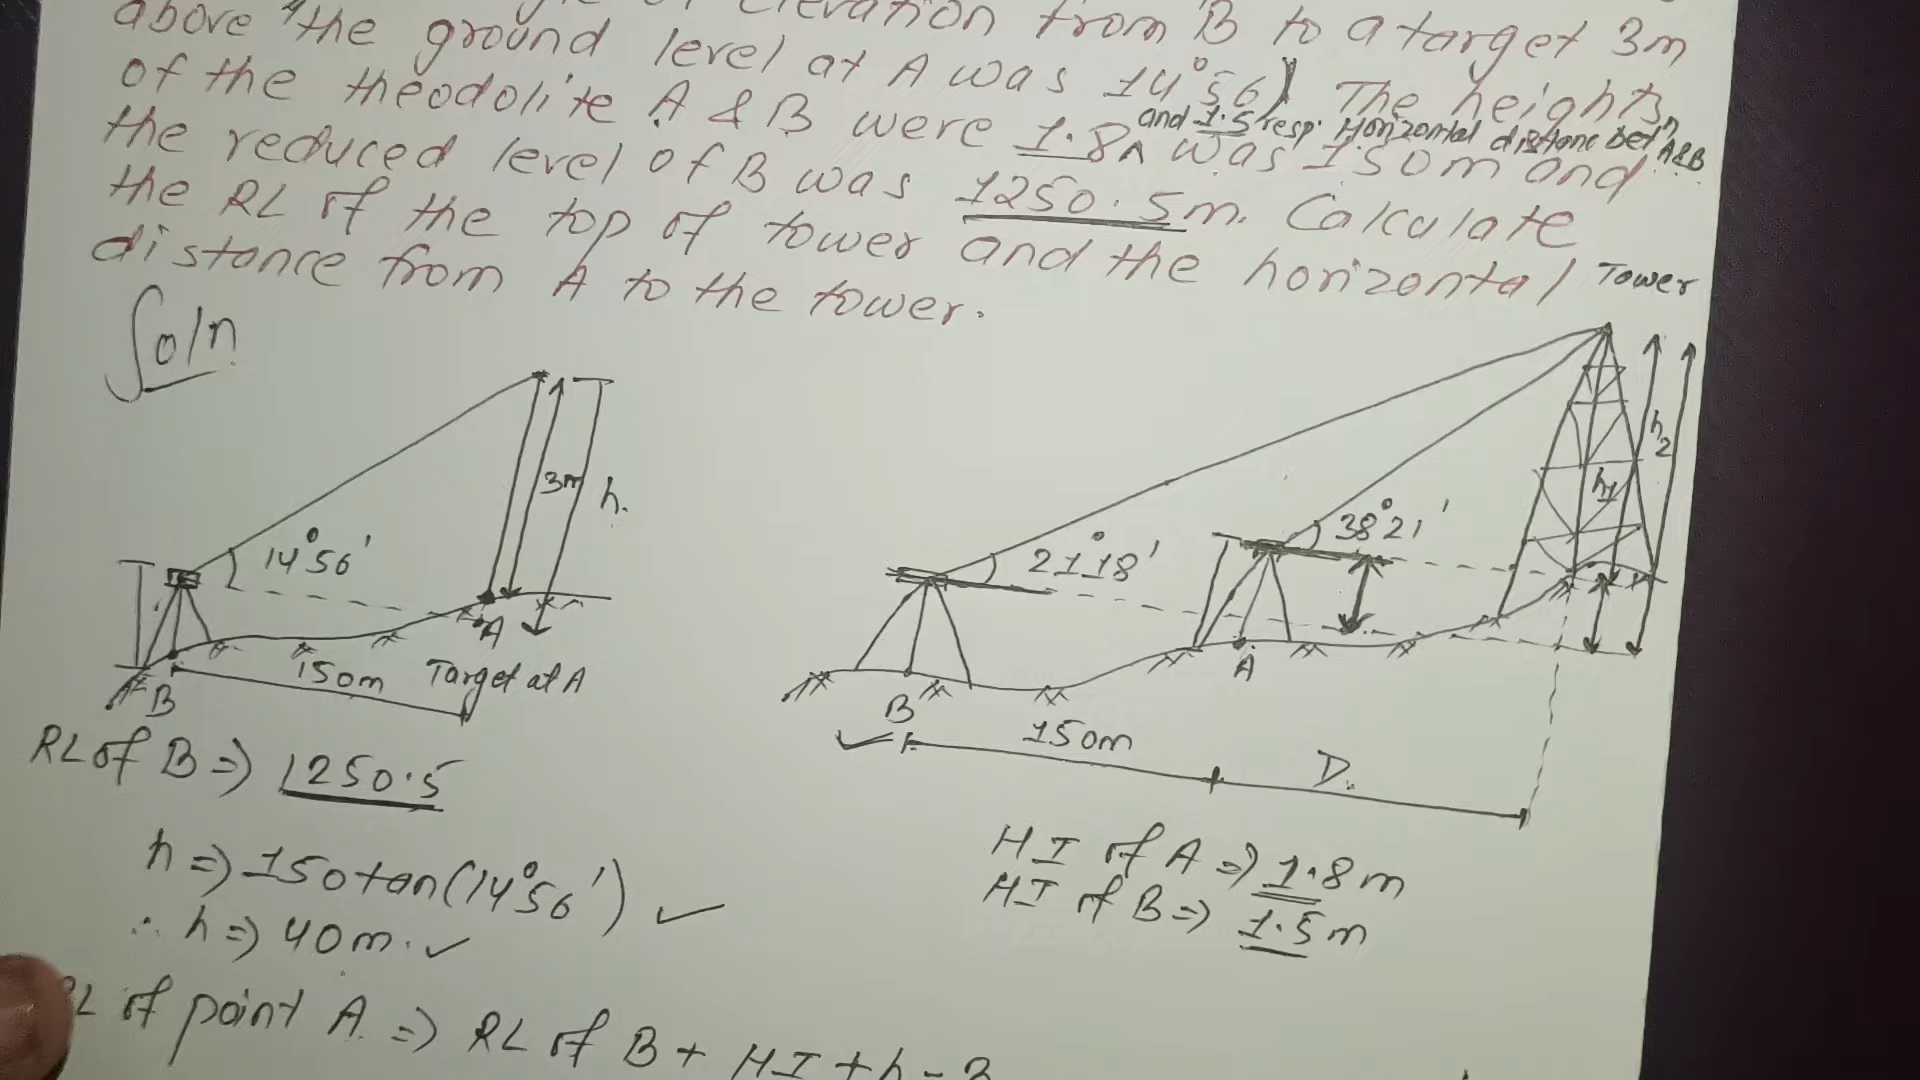 above the ground level at A was 14°56') The heights
of the theodolite A & B were 1.8 ^ was 150m and
and 1.5 resp. Horizontal distance betn A&B
the reduced level of B was 1250.5m. Calculate
the RL of the top of tower and the horizontal
distance from A to the tower.
Soln
3m
h.
14°56'
A
150m
Target at A
B
RL of B => 1250.5
h => 150tan(14°56') ✓
∴ h => 40m. ✓
RL of point A. => RL of B + HI + h - 3
Tower
h2
h1
38°21'
21°18'
A
B
150m
D.
HI of A => 1.8m
HI of B => 1.5m